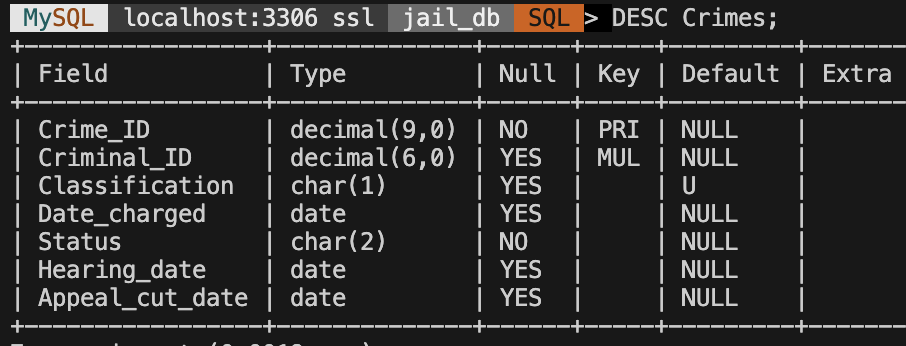 MySQL localhost:3306 ssl jail_db SQL > DESC Crimes;
+-------------------+--------------+------+-----+---------+-------
| Field             | Type         | Null | Key | Default | Extra
+-------------------+--------------+------+-----+---------+-------
| Crime_ID          | decimal(9,0) | NO   | PRI | NULL    |
| Criminal_ID       | decimal(6,0) | YES  | MUL | NULL    |
| Classification    | char(1)      | YES  |     | U       |
| Date_charged      | date         | YES  |     | NULL    |
| Status            | char(2)      | NO   |     | NULL    |
| Hearing_date      | date         | YES  |     | NULL    |
| Appeal_cut_date   | date         | YES  |     | NULL    |
+-------------------+--------------+------+-----+---------+-------